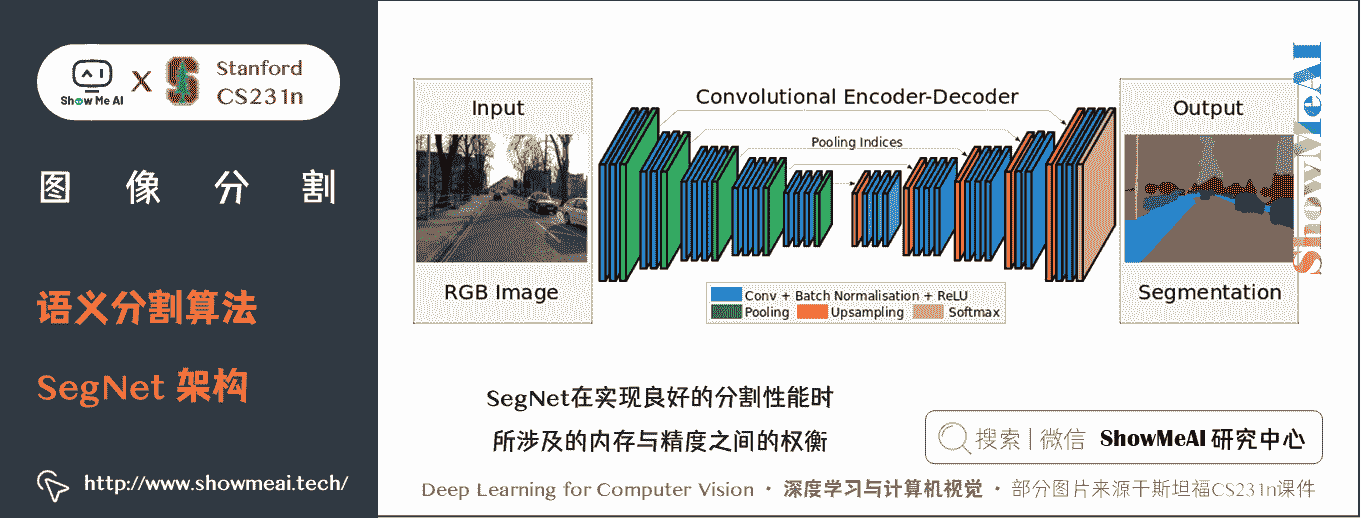 Show Me AI
X
Stanford
CS231n
图像分割
语义分割算法
SegNet 架构
http://www.showmeai.tech/
Input
RGB Image
Convolutional Encoder-Decoder
Pooling Indices
Conv + Batch Normalisation + ReLU
Pooling
Upsampling
Softmax
Output
Segmentation
ShowMeAI
SegNet在实现良好的分割性能时
所涉及的内存与精度之间的权衡
搜索 | 微信 ShowMeAI 研究中心
Deep Learning for Computer Vision · 深度学习与计算机视觉 · 部分图片来源于斯坦福CS231n课件